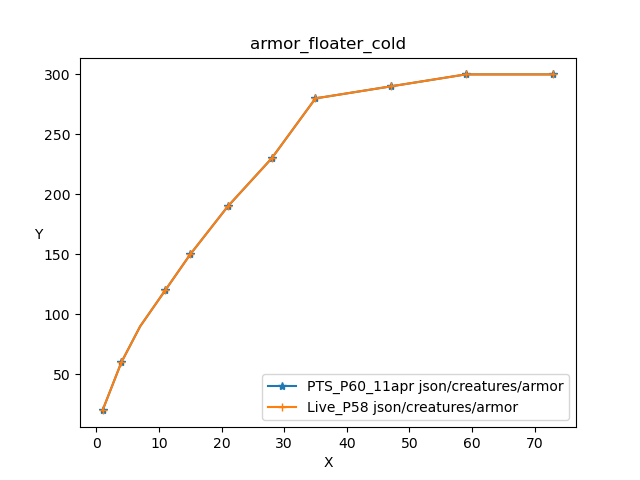 armor_floater_cold
300
250
200
150
100
50
Y
0 10 20 30 40 50 60 70
X
PTS_P60_11apr json/creatures/armor
Live_P58 json/creatures/armor